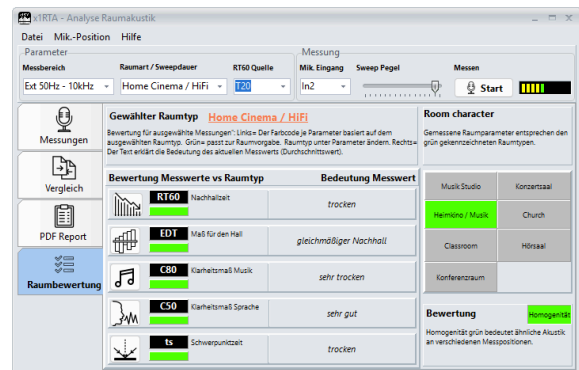 x1RTA - Analyse Raumakustik
Datei Mik.-Position Hilfe
Parameter
Messung
Messbereich Raumart / Sweepdauer RT60 Quelle Mik. Eingang Sweep Pegel Messen
Ext 50Hz - 10kHz Home Cinema / HiFi T20 In2 Start
Messungen
Vergleich
PDF Report
Raumbewertung
Gewählter Raumtyp Home Cinema / HiFi
Bewertung für ausgewählte Messungen": Links= Der Farbcode je Parameter basiert auf dem
ausgewählten Raumtyp. Grün= passt zur Raumvorgabe. Raumtyp unter Parameter ändern. Rechts=
Der Text erklärt die Bedeutung des aktuellen Messwerts (Durchschnittswert).
Bewertung Messwerte vs Raumtyp Bedeutung Messwert
RT60 Nachhallzeit trocken
EDT Maß für den Hall gleichmäßiger Nachhall
C80 Klarheitsmaß Musik sehr trocken
C50 Klarheitsmaß Sprache sehr gut
ts Schwerpunktzeit trocken
Room character
Gemessene Raumparameter entsprechen den
grün gekennzeichneten Raumtypen.
Musik Studio Konzertsaal
Heimkino / Musik Church
Classroom Hörsaal
Konferenzraum
Bewertung Homogenität
Homogenität grün bedeutet ähnliche Akustik
an verschiedenen Messpositionen.